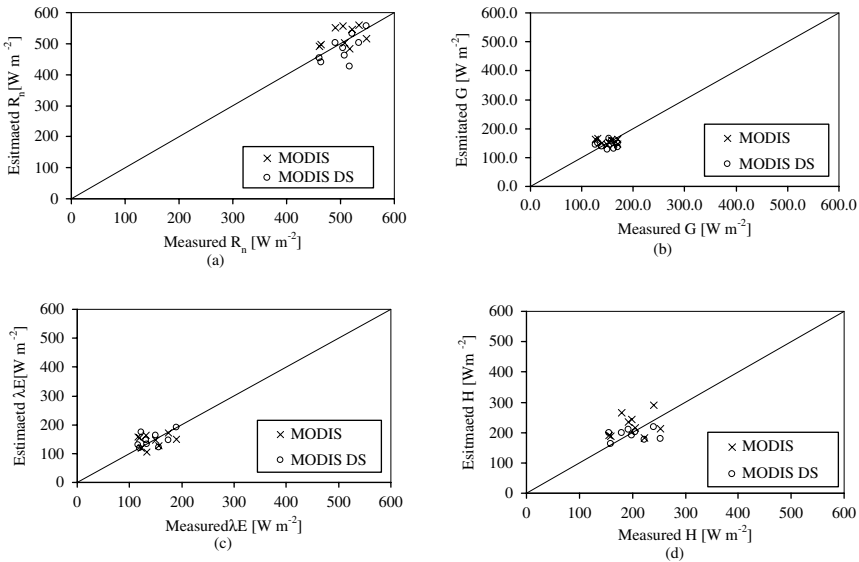 600
500
400
300
200
100
0
Esitmaetd R_n[W m⁻²]
× MODIS
○ MODIS DS
0 100 200 300 400 500 600
Measured R_n [W m⁻²]
(a)
600.0
500.0
400.0
300.0
200.0
100.0
0.0
Esmitated G [W m⁻²]
× MODIS
○ MODIS DS
0.0 100.0 200.0 300.0 400.0 500.0 600.0
Measured G [W m⁻²]
(b)
600
500
400
300
200
100
0
Estimaetd λE[W m⁻²]
× MODIS
○ MODIS DS
0 100 200 300 400 500 600
MeasuredλE [W m⁻²]
(c)
600
500
400
300
200
100
0
Esitmaetd H [Wm⁻²]
× MODIS
○ MODIS DS
0 100 200 300 400 500 600
Measured H [W m⁻²]
(d)